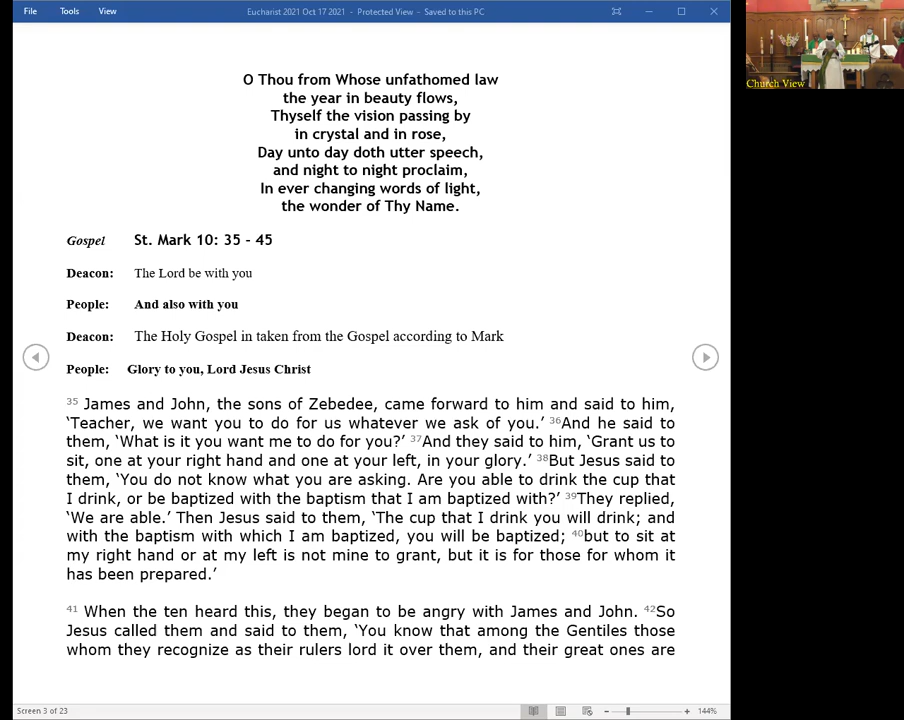 File Tools View Eucharist 2021 Oct 17 2021 - Protected View - Saved to this PC
O Thou from Whose unfathomed law
the year in beauty flows,
Thyself the vision passing by
in crystal and in rose,
Day unto day doth utter speech,
and night to night proclaim,
In ever changing words of light,
the wonder of Thy Name.
Gospel St. Mark 10: 35 - 45
Deacon: The Lord be with you
People: And also with you
Deacon: The Holy Gospel in taken from the Gospel according to Mark
People: Glory to you, Lord Jesus Christ
35 James and John, the sons of Zebedee, came forward to him and said to him,
‘Teacher, we want you to do for us whatever we ask of you.’ 36And he said to
them, ‘What is it you want me to do for you?’ 37And they said to him, ‘Grant us to
sit, one at your right hand and one at your left, in your glory.’ 38But Jesus said to
them, ‘You do not know what you are asking. Are you able to drink the cup that
I drink, or be baptized with the baptism that I am baptized with?’ 39They replied,
‘We are able.’ Then Jesus said to them, ‘The cup that I drink you will drink; and
with the baptism with which I am baptized, you will be baptized; 40but to sit at
my right hand or at my left is not mine to grant, but it is for those for whom it
has been prepared.’
41 When the ten heard this, they began to be angry with James and John. 42So
Jesus called them and said to them, ‘You know that among the Gentiles those
whom they recognize as their rulers lord it over them, and their great ones are
Screen 3 of 23 144%
Church View